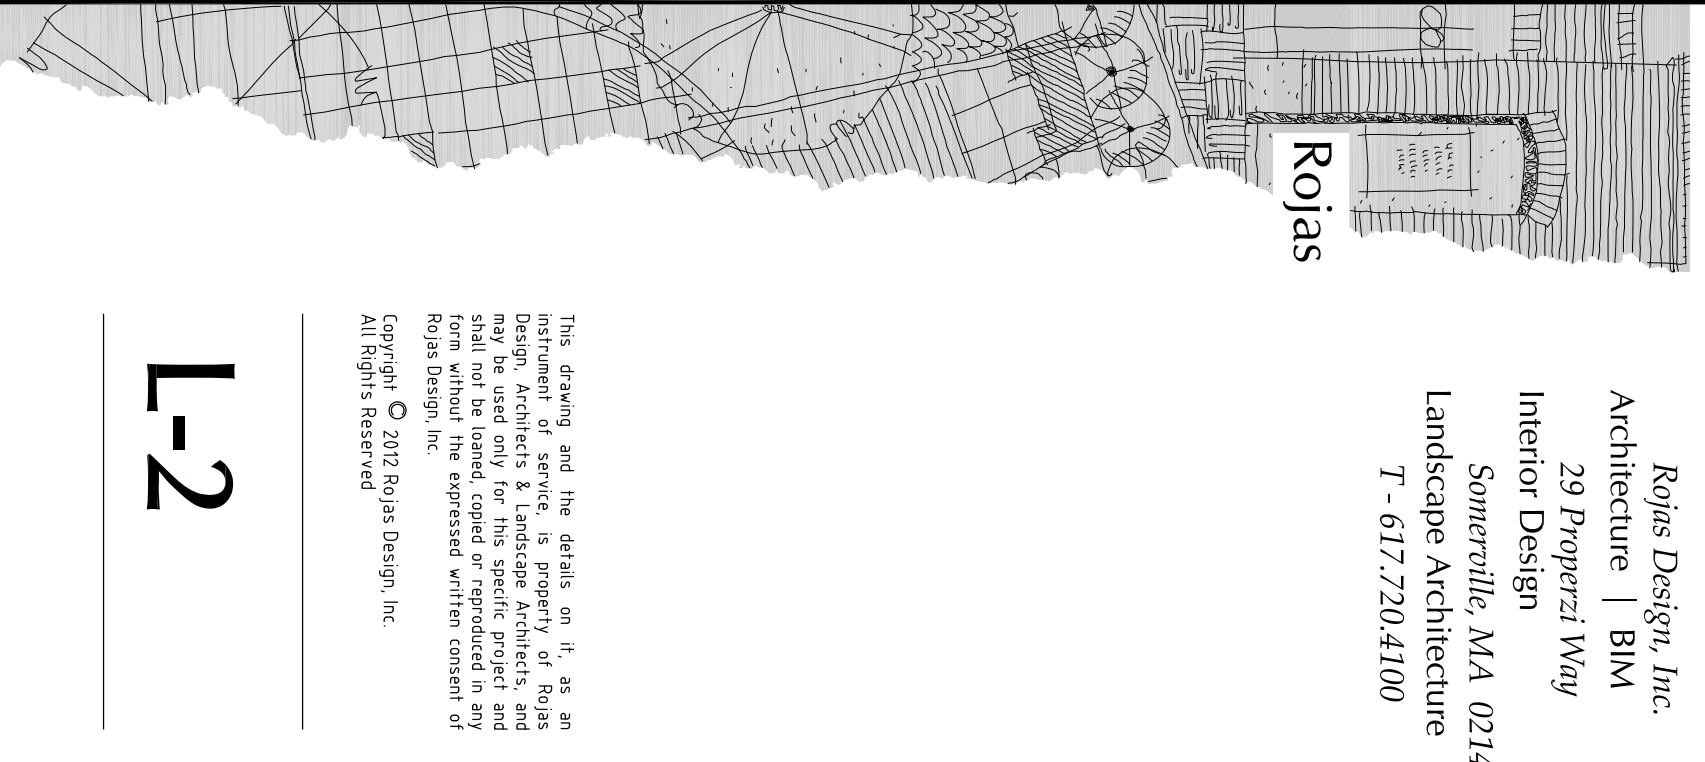 Rojas
Rojas Design, Inc.
Architecture | BIM
29 Properzi Way
Interior Design
Somerville, MA 0214
Landscape Architecture
T - 617.720.4100
This drawing and the details on it, as an
instrument of service, is property of Rojas
Design, Architects & Landscape Architects, and
may be used only for this specific project and
shall not be loaned, copied or reproduced in any
form without the expressed written consent of
Rojas Design, Inc.
Copyright © 2012 Rojas Design, Inc.
All Rights Reserved
L-2